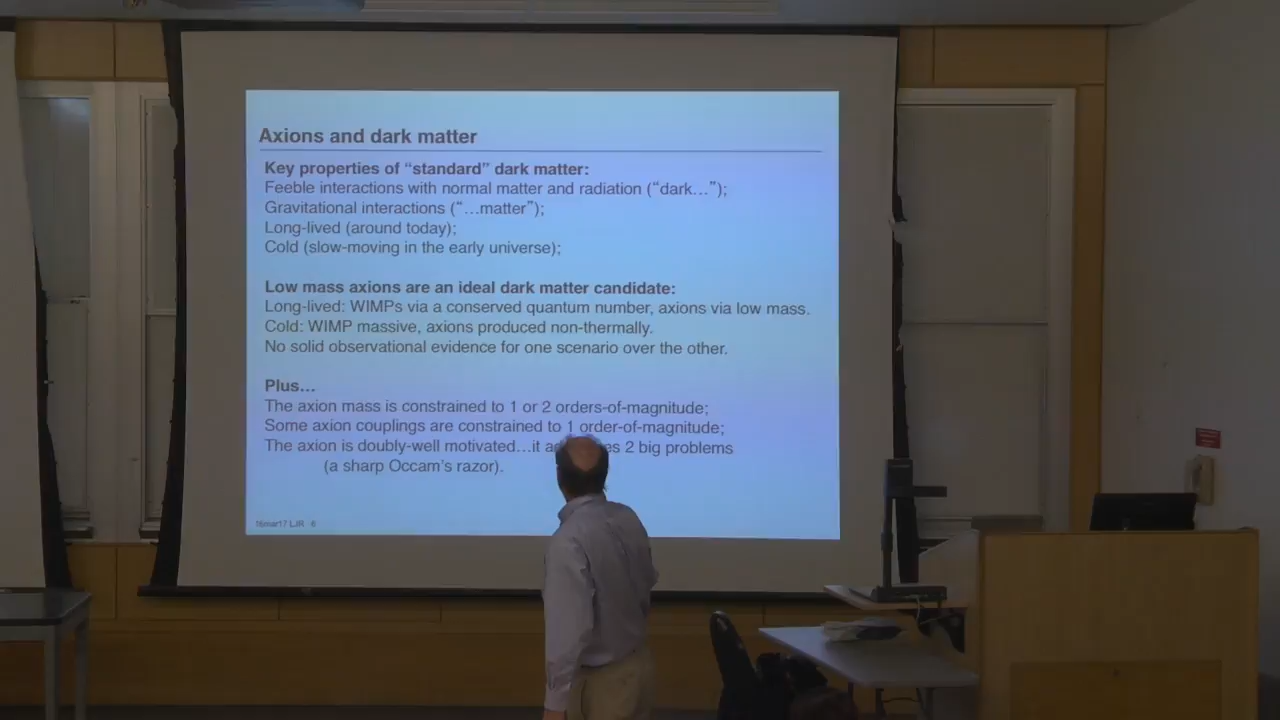 Axions and dark matter
Key properties of “standard” dark matter:
Feeble interactions with normal matter and radiation (“dark...”);
Gravitational interactions (“...matter”);
Long-lived (around today);
Cold (slow-moving in the early universe);
Low mass axions are an ideal dark matter candidate:
Long-lived: WIMPs via a conserved quantum number, axions via low mass.
Cold: WIMP massive, axions produced non-thermally.
No solid observational evidence for one scenario over the other.
Plus...
The axion mass is constrained to 1 or 2 orders-of-magnitude;
Some axion couplings are constrained to 1 order-of-magnitude;
The axion is doubly-well motivated...it 2 big problems
(a sharp Occam's razor).
16mar17 LJR